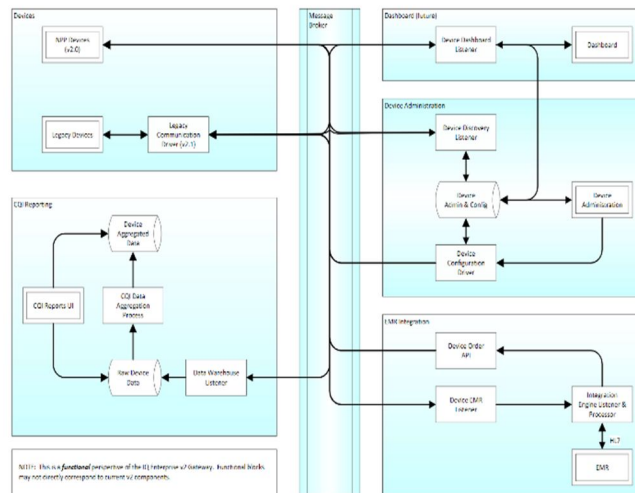 Devices
NPP Devices
(v2.0)
Legacy Devices
Legacy
Communication
Driver (v2.1)
Message
Broker
Dashboard (future)
Device Dashboard
Listener
Dashboard
Device Administration
Device Discovery
Listener
Device
Admin & Config
Device
Administration
Device
Configuration
Driver
CQI Reporting
Device
Aggregated
Data
CQI Reports UI
CQI Data
Aggregation
Process
Raw Device
Data
Data Warehouse
Listener
EMR Integration
Device Order
API
Device EMR
Listener
Integration
Engine Listener &
Processor
HL7
EMR
NOTE: This is a functional perspective of the Enterprise v2 Gateway. Functional blocks
may not directly correspond to current components.